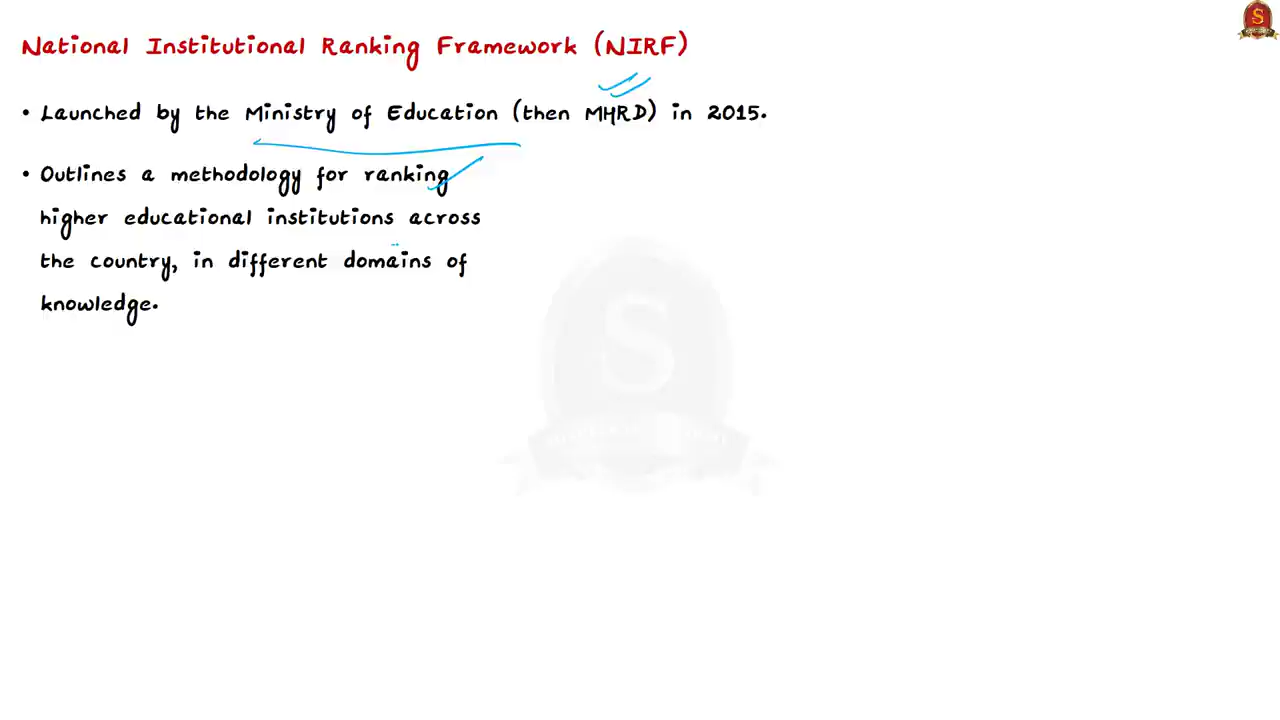 National Institutional Ranking Framework (NIRF)
• Launched by the Ministry of Education (then MHRD) in 2015.
• Outlines a methodology for ranking
higher educational institutions across
the country, in different domains of
knowledge.
S
S